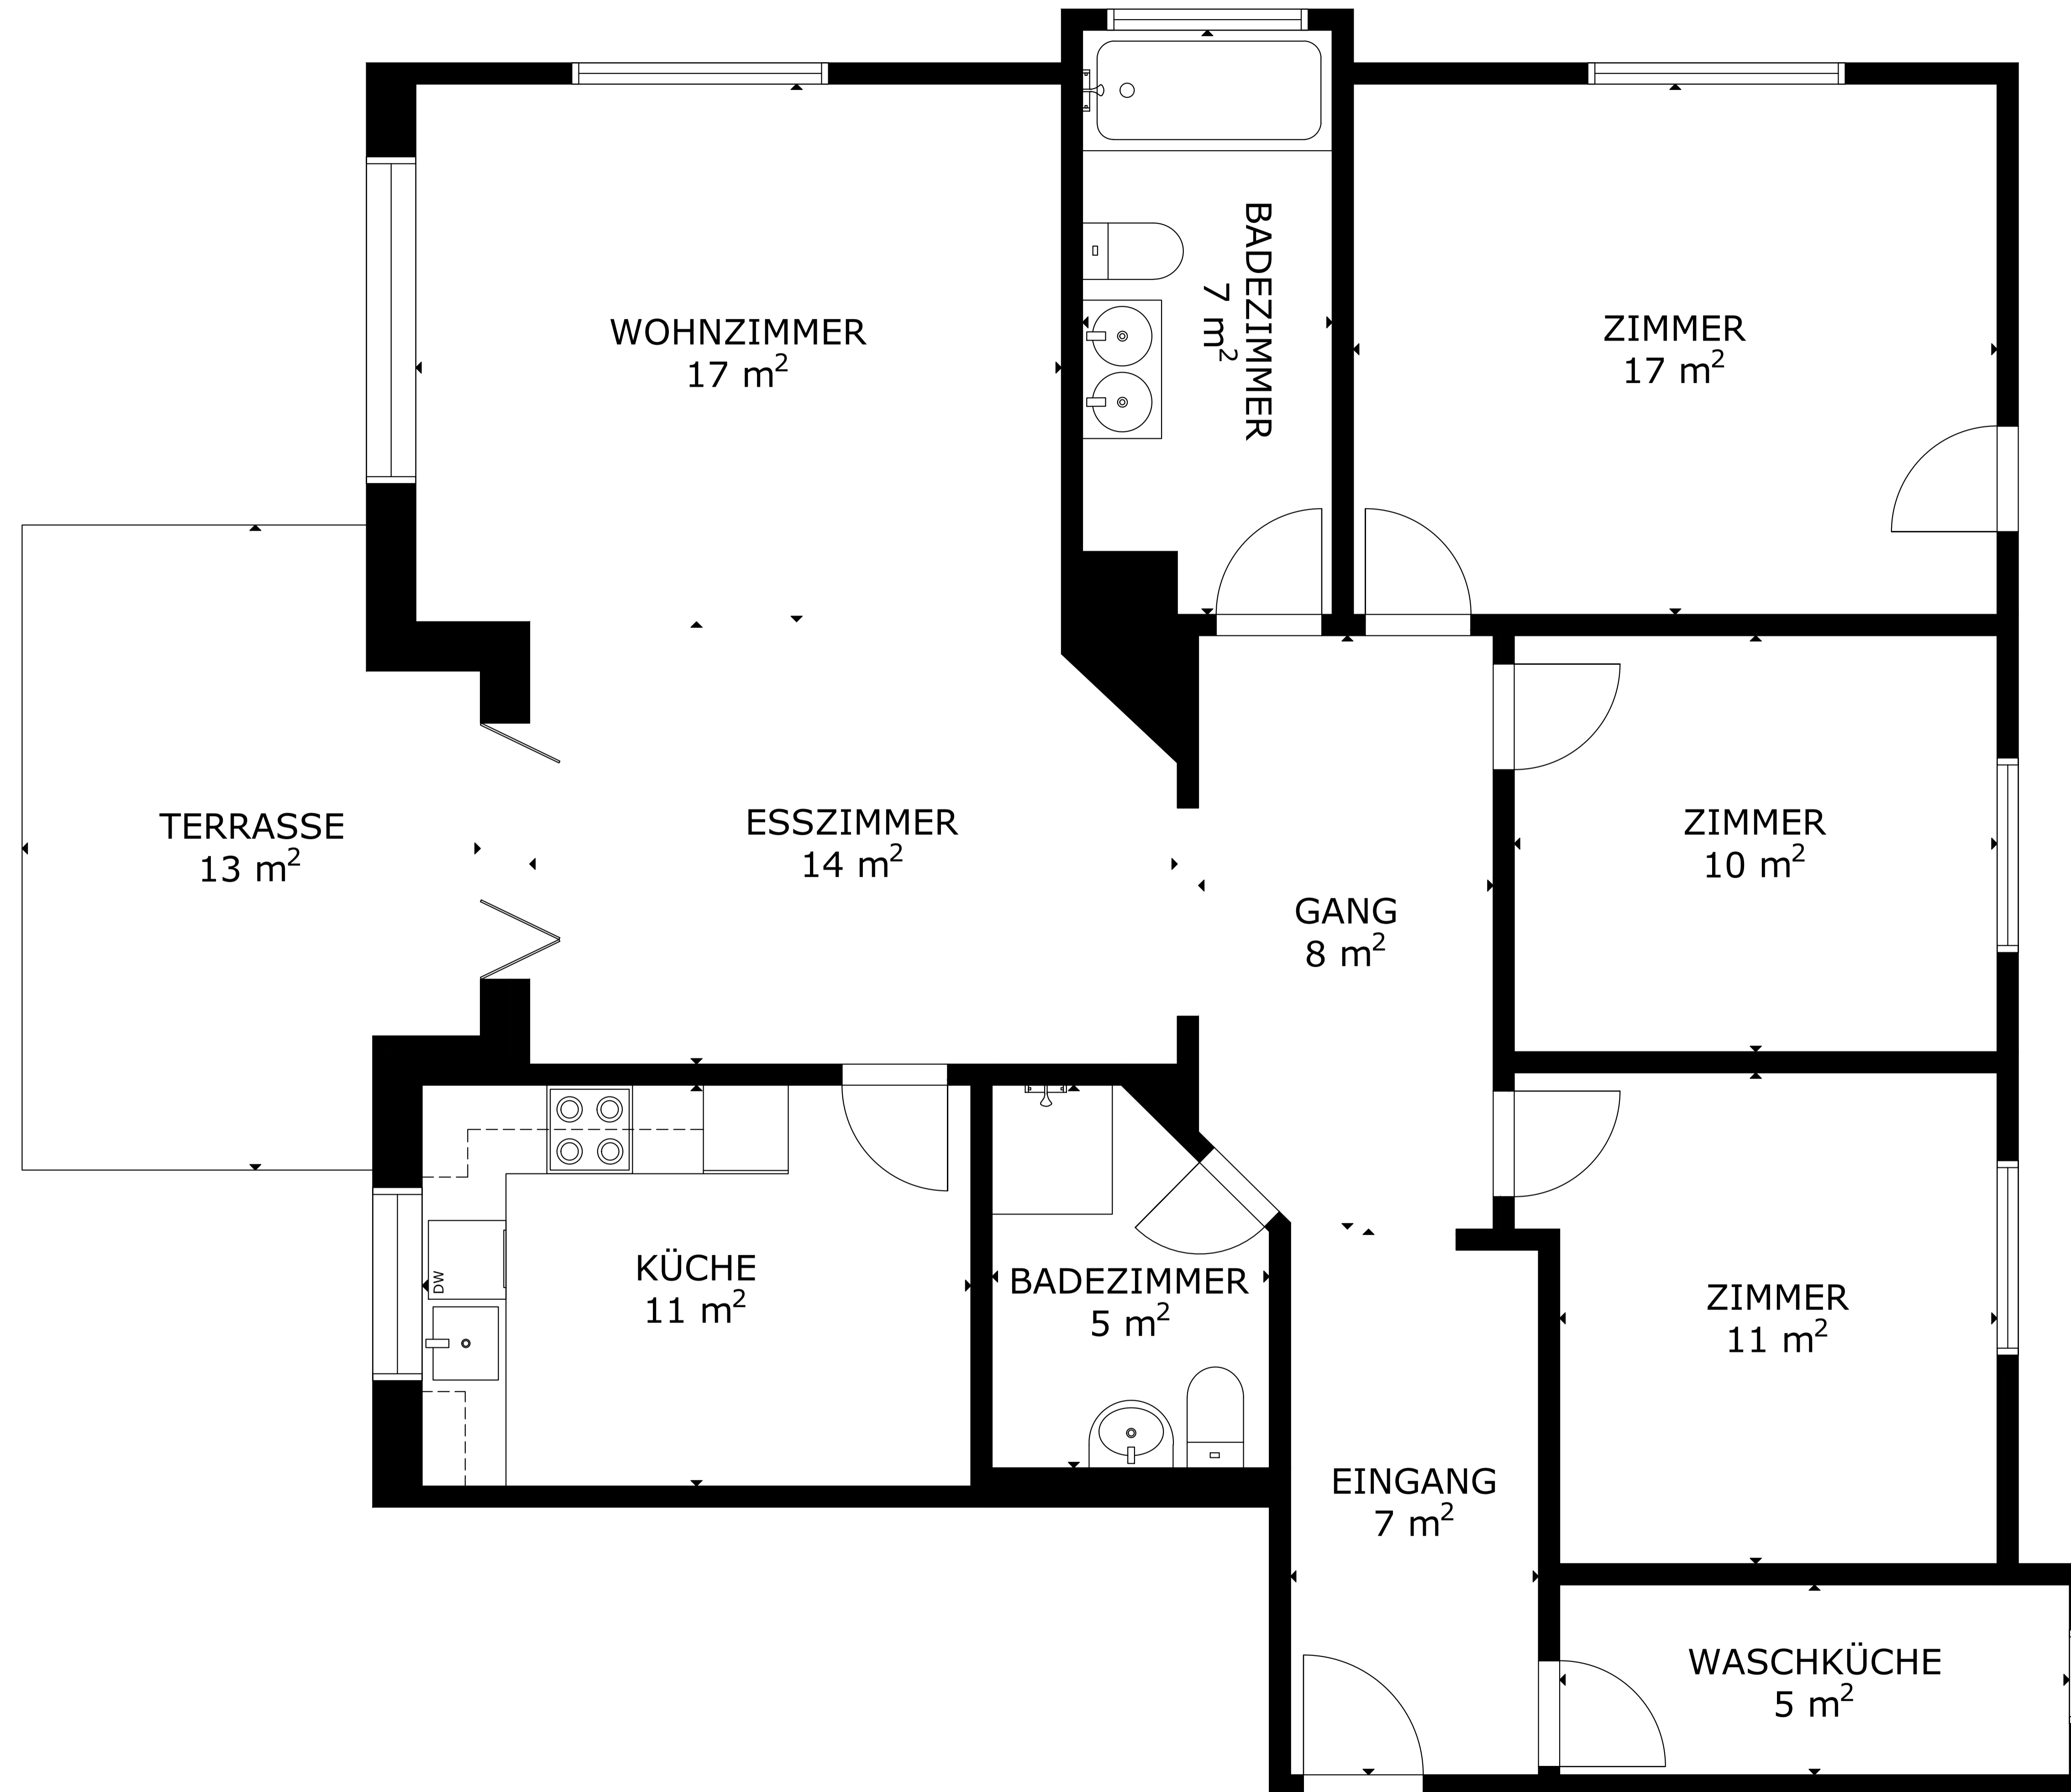 BADEZIMMER
7 m²
WOHNZIMMER
17 m²
ZIMMER
17 m²
TERRASSE
13 m²
ESSZIMMER
14 m²
ZIMMER
10 m²
GANG
8 m²
KÜCHE
11 m²
DW
BADEZIMMER
5 m²
ZIMMER
11 m²
EINGANG
7 m²
WASCHKÜCHE
5 m²